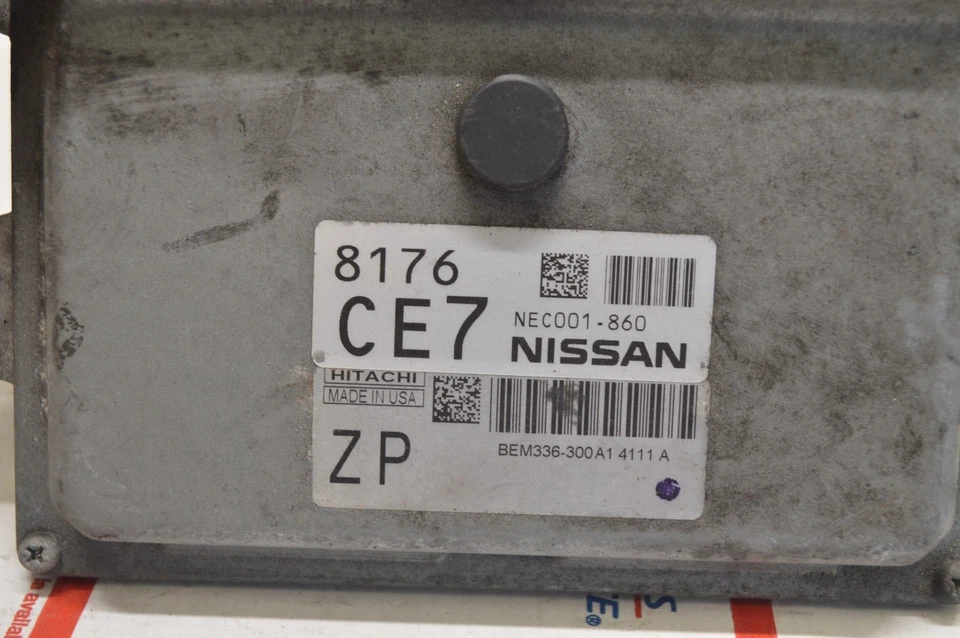 8176
CE7
NEC001-860
NISSAN
HITACHI
MADE IN USA
ZP
BEM336-300A1 4111 A